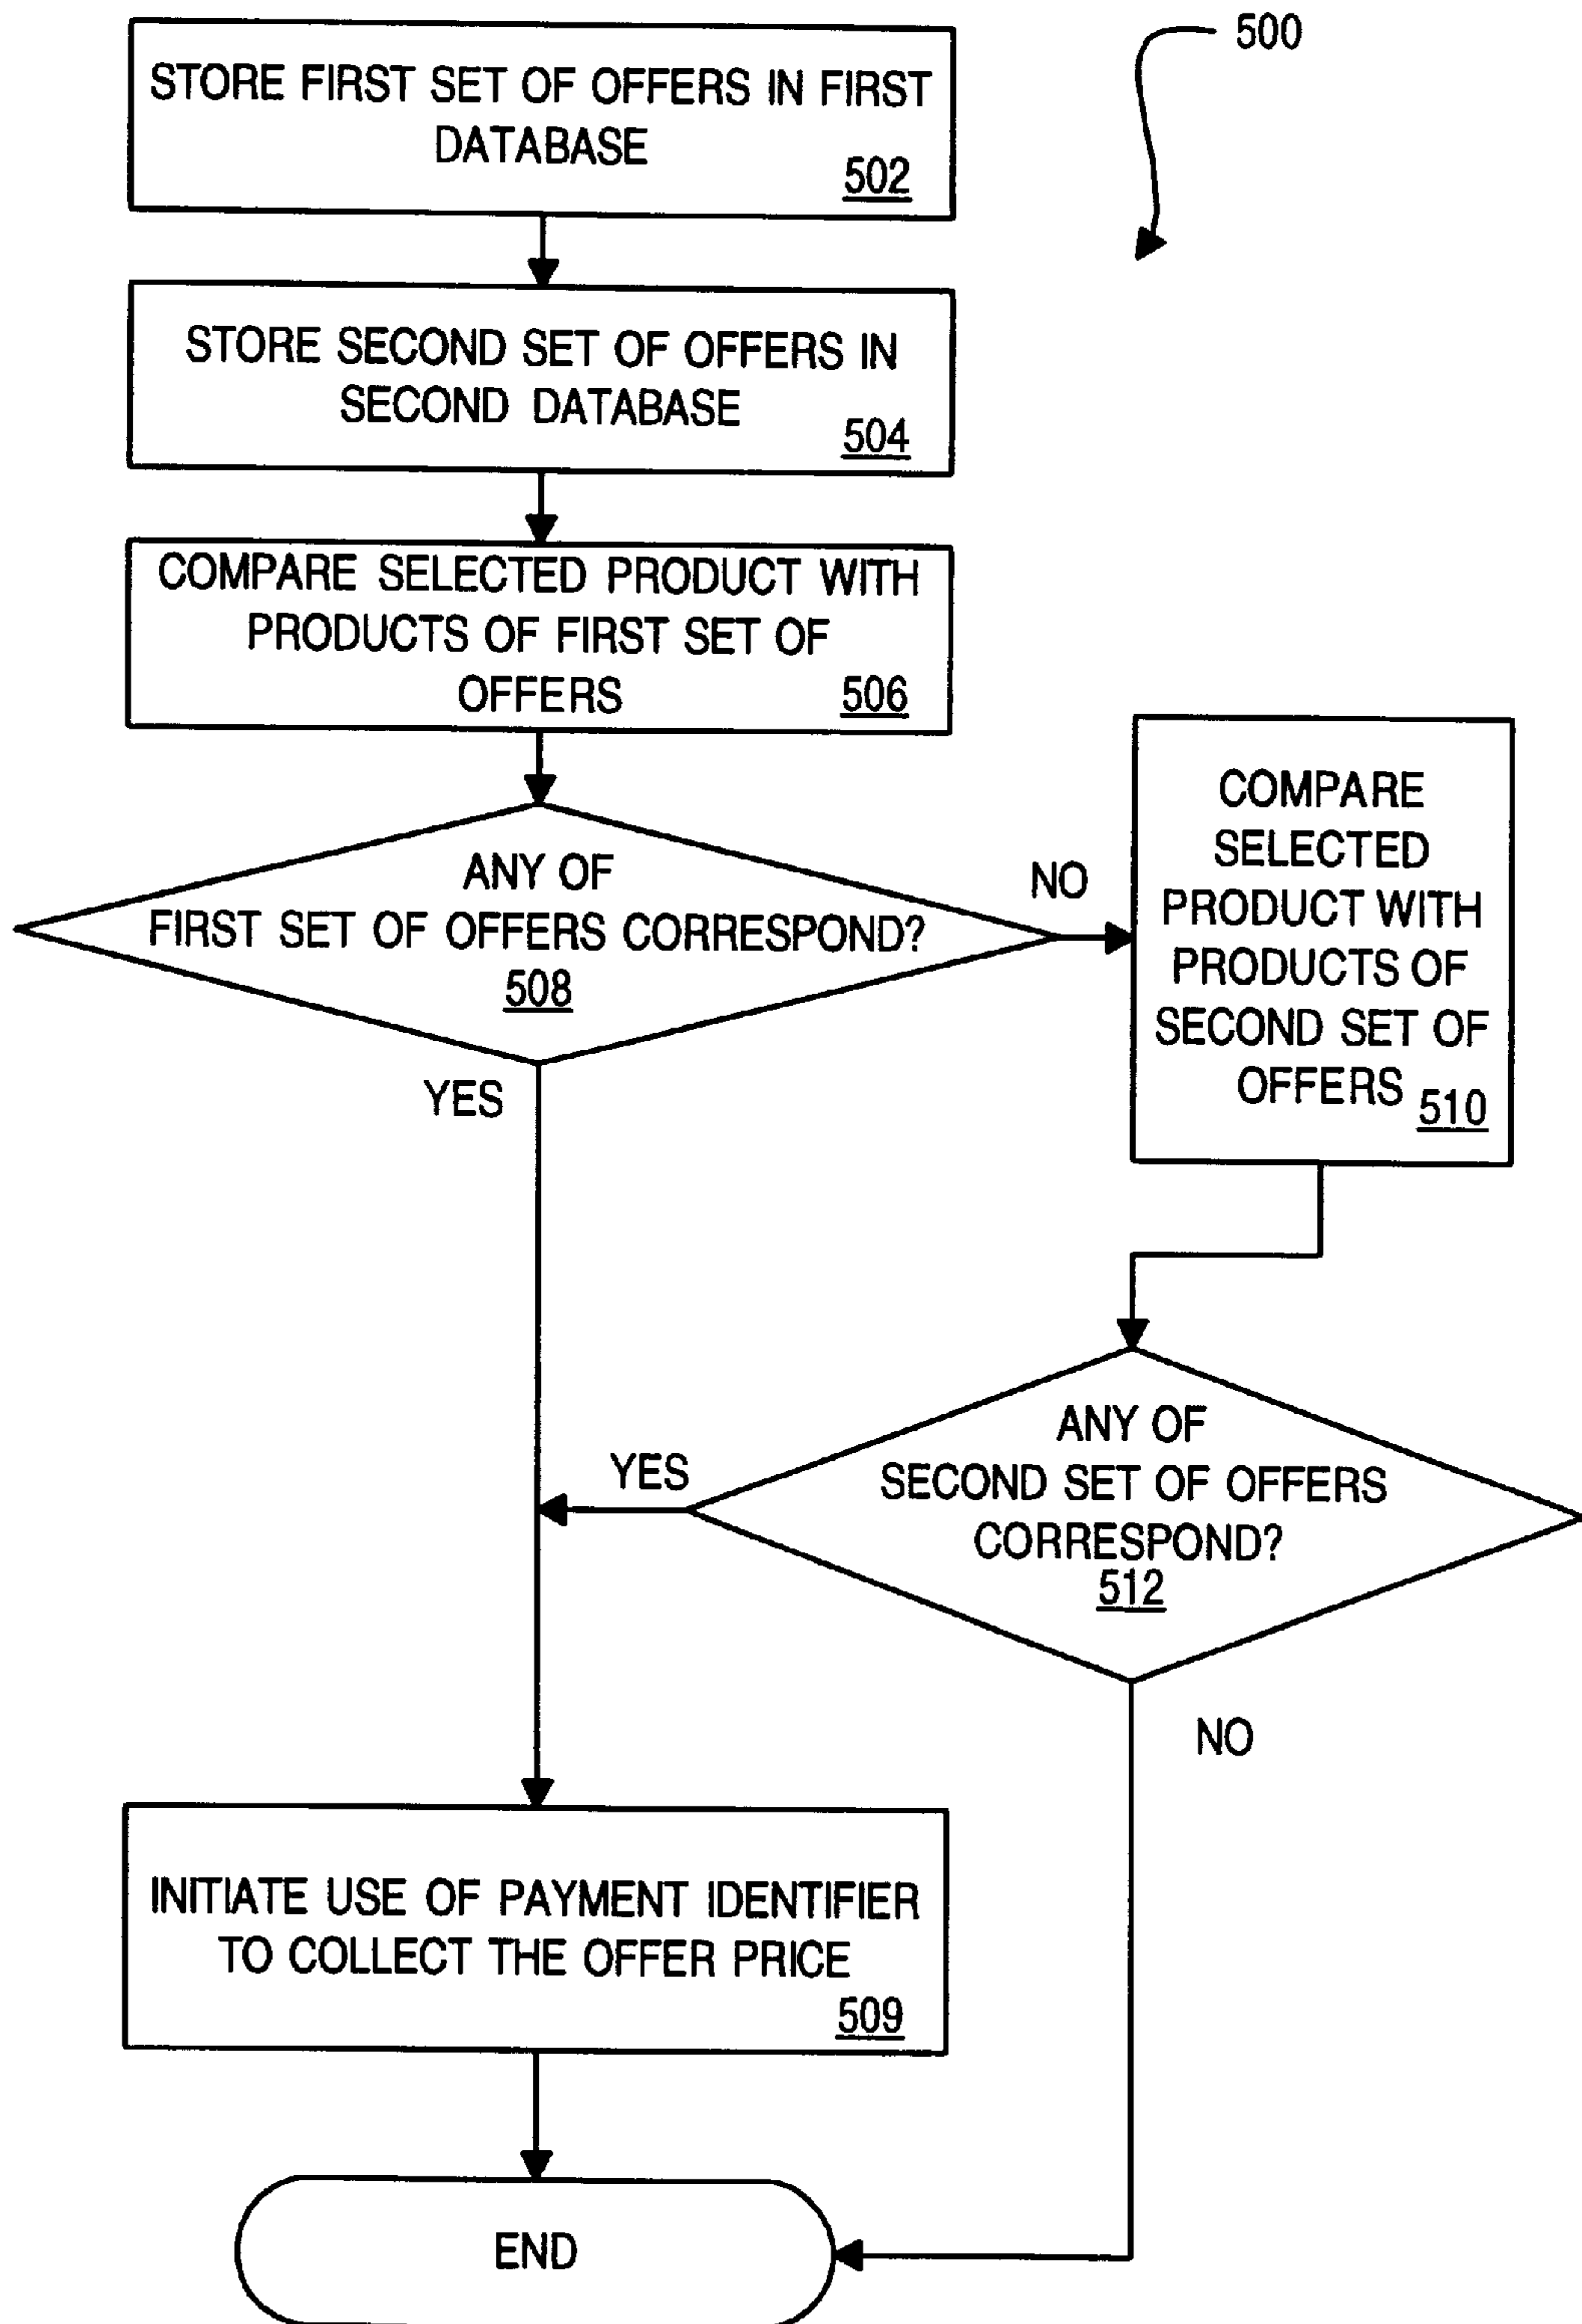 500
STORE FIRST SET OF OFFERS IN FIRST
DATABASE
502
STORE SECOND SET OF OFFERS IN
SECOND DATABASE
504
COMPARE SELECTED PRODUCT WITH
PRODUCTS OF FIRST SET OF
OFFERS
506
ANY OF
FIRST SET OF OFFERS CORRESPOND?
508
NO
YES
COMPARE
SELECTED
PRODUCT WITH
PRODUCTS OF
SECOND SET OF
OFFERS
510
ANY OF
SECOND SET OF OFFERS
CORRESPOND?
512
YES
NO
INITIATE USE OF PAYMENT IDENTIFIER
TO COLLECT THE OFFER PRICE
509
END